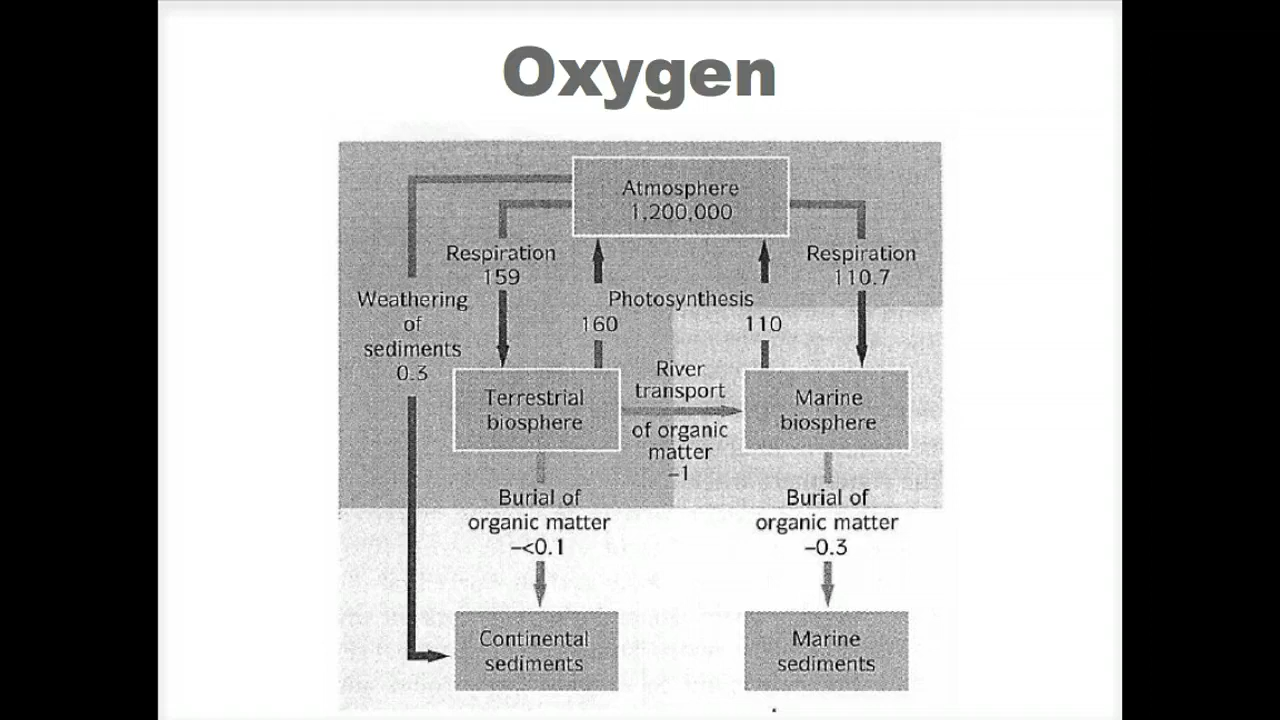 Oxygen
Atmosphere
1,200,000
Respiration
159
Respiration
110.7
Weathering
of
sediments
0.3
Photosynthesis
160
110
River
transport
of organic
matter
–1
Terrestrial
biosphere
Marine
biosphere
Burial of
organic matter
–<0.1
Burial of
organic matter
–0.3
Continental
sediments
Marine
sediments